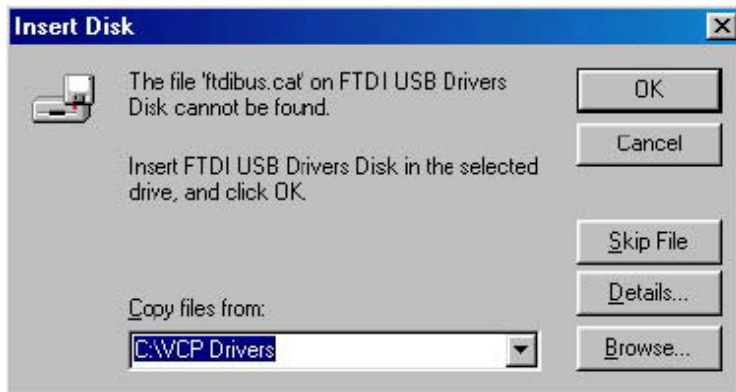 Insert Disk
The file 'ftdibus.cat' on FTDI USB Drivers
Disk cannot be found.
Insert FTDI USB Drivers Disk in the selected
drive, and click OK.
Copy files from:
C:\VCP Drivers
OK
Cancel
Skip File
Details...
Browse...